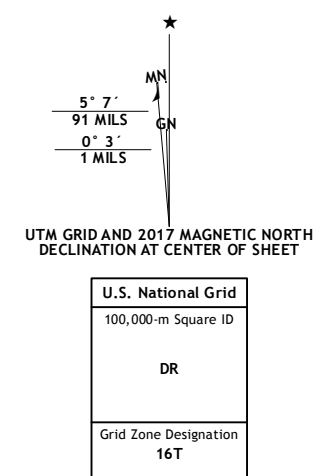 ★
MN
5° 7´
91 MILS
GN
0° 3´
1 MILS
UTM GRID AND 2017 MAGNETIC NORTH
DECLINATION AT CENTER OF SHEET
U.S. National Grid
100,000-m Square ID
DR
Grid Zone Designation
16T